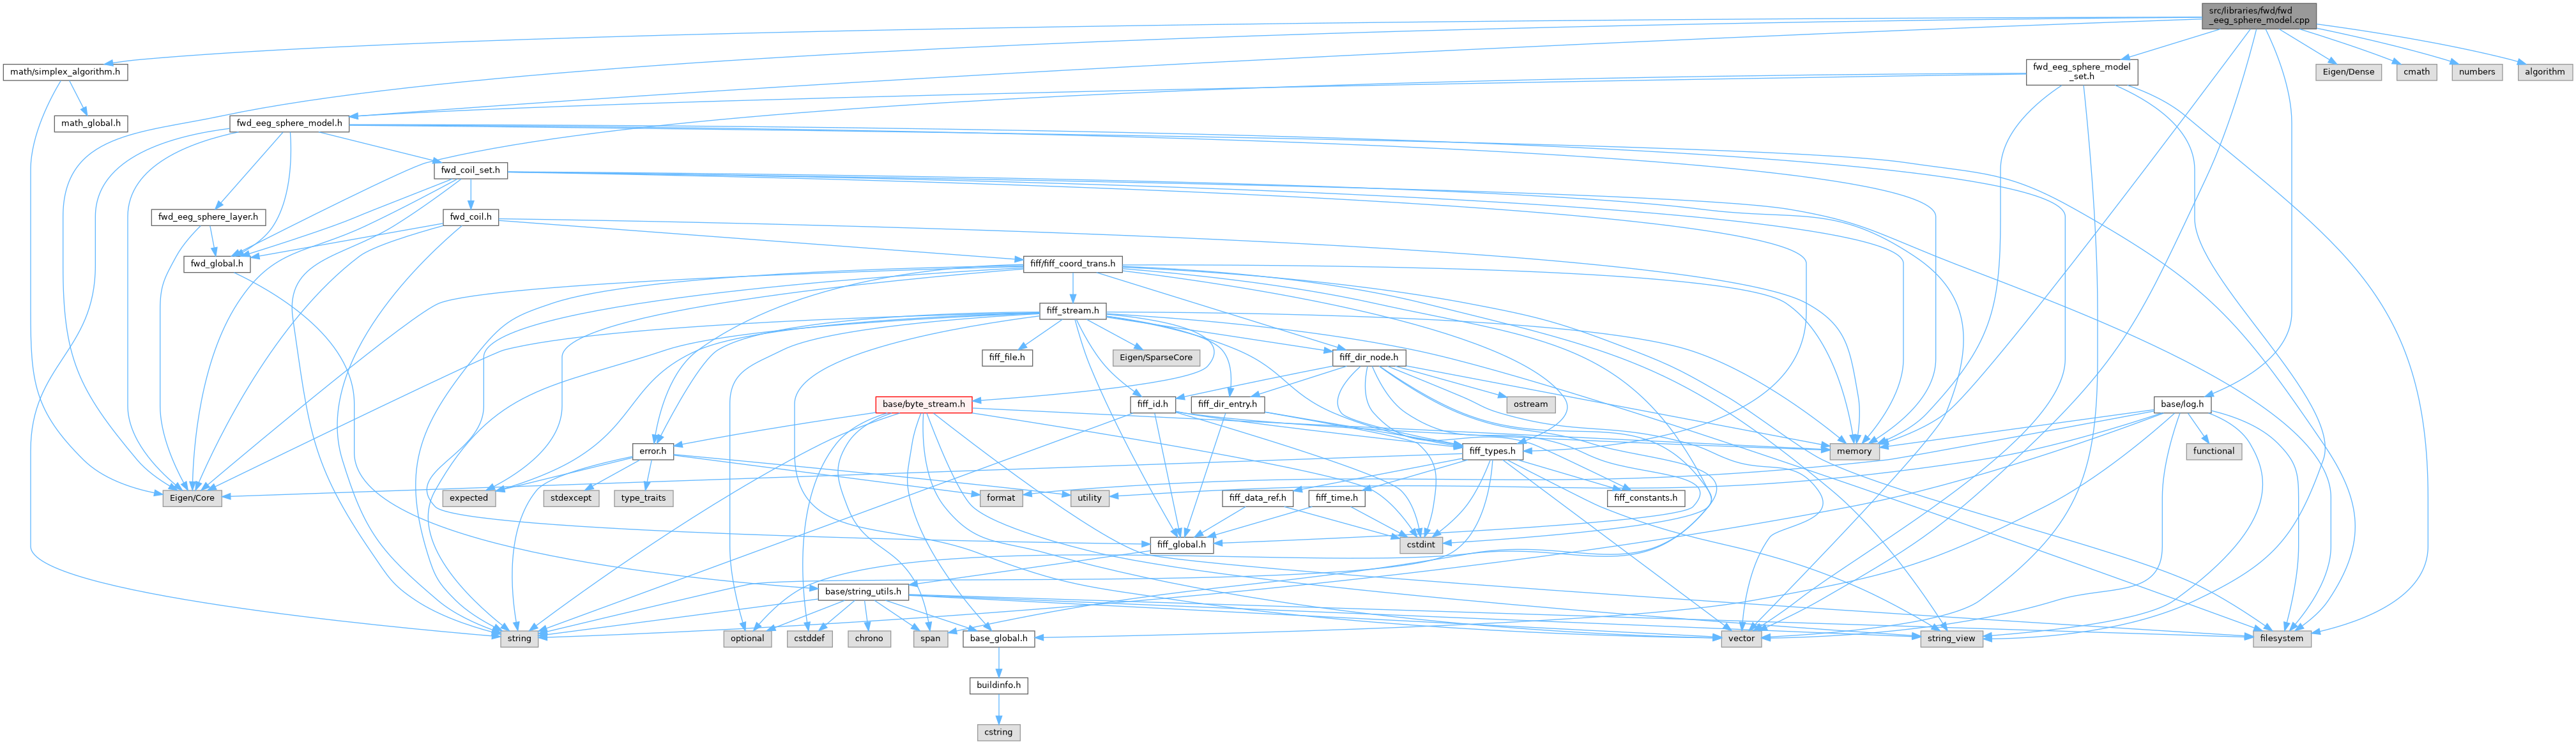 src/libraries/fwd/fwd
_eeg_sphere_model.cpp
math/simplex_algorithm.h
fwd_eeg_sphere_model
_set.h
Eigen/Dense
cmath
numbers
algorithm
math_global.h
fwd_eeg_sphere_model.h
fwd_coil_set.h
fwd_eeg_sphere_layer.h
fwd_coil.h
fwd_global.h
fiff/fiff_coord_trans.h
fiff_stream.h
fiff_file.h
Eigen/SparseCore
fiff_dir_node.h
base/byte_stream.h
fiff_id.h
fiff_dir_entry.h
ostream
base/log.h
error.h
fiff_types.h
memory
functional
Eigen/Core
expected
stdexcept
type_traits
format
utility
fiff_data_ref.h
fiff_time.h
fiff_constants.h
fiff_global.h
cstdint
base/string_utils.h
string
optional
cstddef
chrono
span
base_global.h
vector
string_view
filesystem
buildinfo.h
cstring